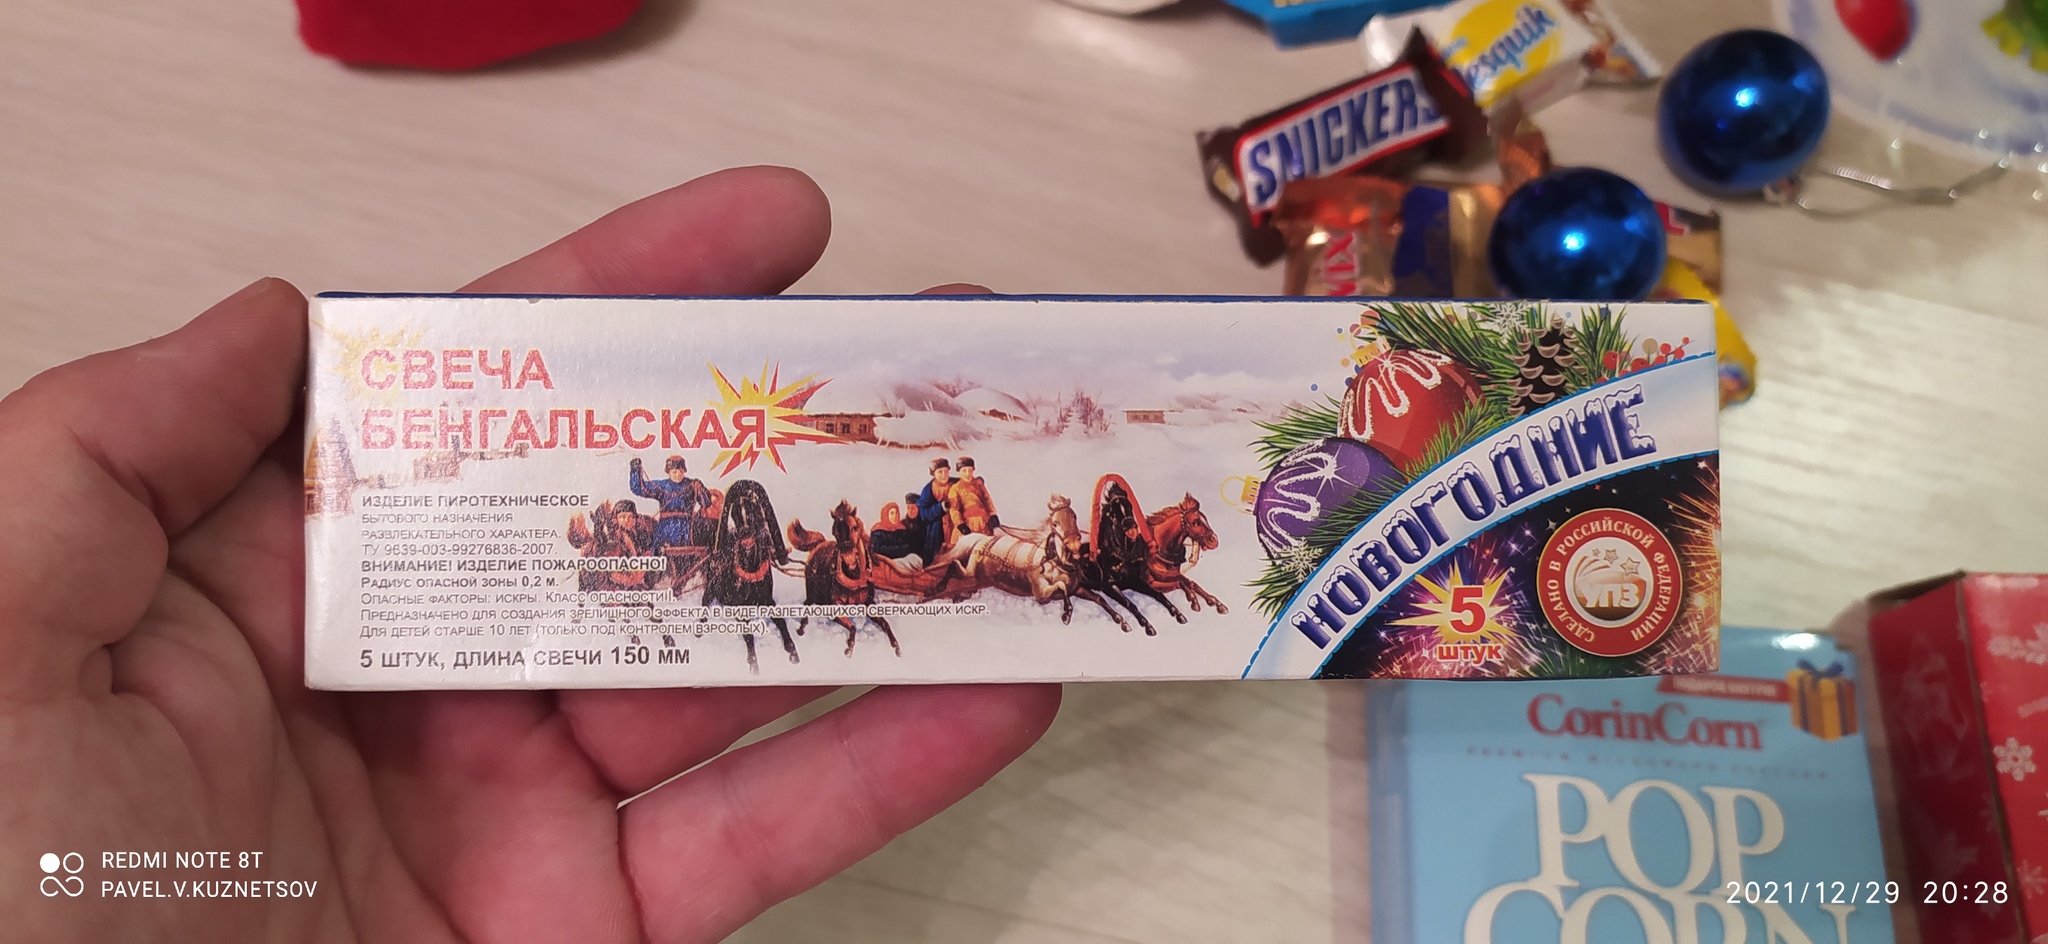 Nesquik
SNICKERS
СВЕЧА
БЕНГАЛЬСКАЯ
ИЗДЕЛИЕ ПИРОТЕХНИЧЕСКОЕ
БЫТОВОГО НАЗНАЧЕНИЯ
РАЗВЛЕКАТЕЛЬНОГО ХАРАКТЕРА.
ТУ 9639-003-99276836-2007.
ВНИМАНИЕ! ИЗДЕЛИЕ ПОЖАРООПАСНО!
РАДИУС ОПАСНОЙ ЗОНЫ 0,2 м.
ОПАСНЫЕ ФАКТОРЫ: ИСКРЫ. КЛАСС ОПАСНОСТИ II.
ПРЕДНАЗНАЧЕНО ДЛЯ СОЗДАНИЯ ЗРЕЛИЩНОГО ЭФФЕКТА В ВИДЕ РАЗЛЕТАЮЩИХСЯ СВЕРКАЮЩИХ ИСКР.
ДЛЯ ДЕТЕЙ СТАРШЕ 10 ЛЕТ (ТОЛЬКО ПОД КОНТРОЛЕМ ВЗРОСЛЫХ).
5 ШТУК, ДЛИНА СВЕЧИ 150 ММ
НОВОГОДНИЕ
5
штук
СДЕЛАНО В РОССИЙСКОЙ ФЕДЕРАЦИИ
УПЗ
CorinCorn
POP
CORN
REDMI NOTE 8T
PAVEL.V.KUZNETSOV
2021/12/29 20:28